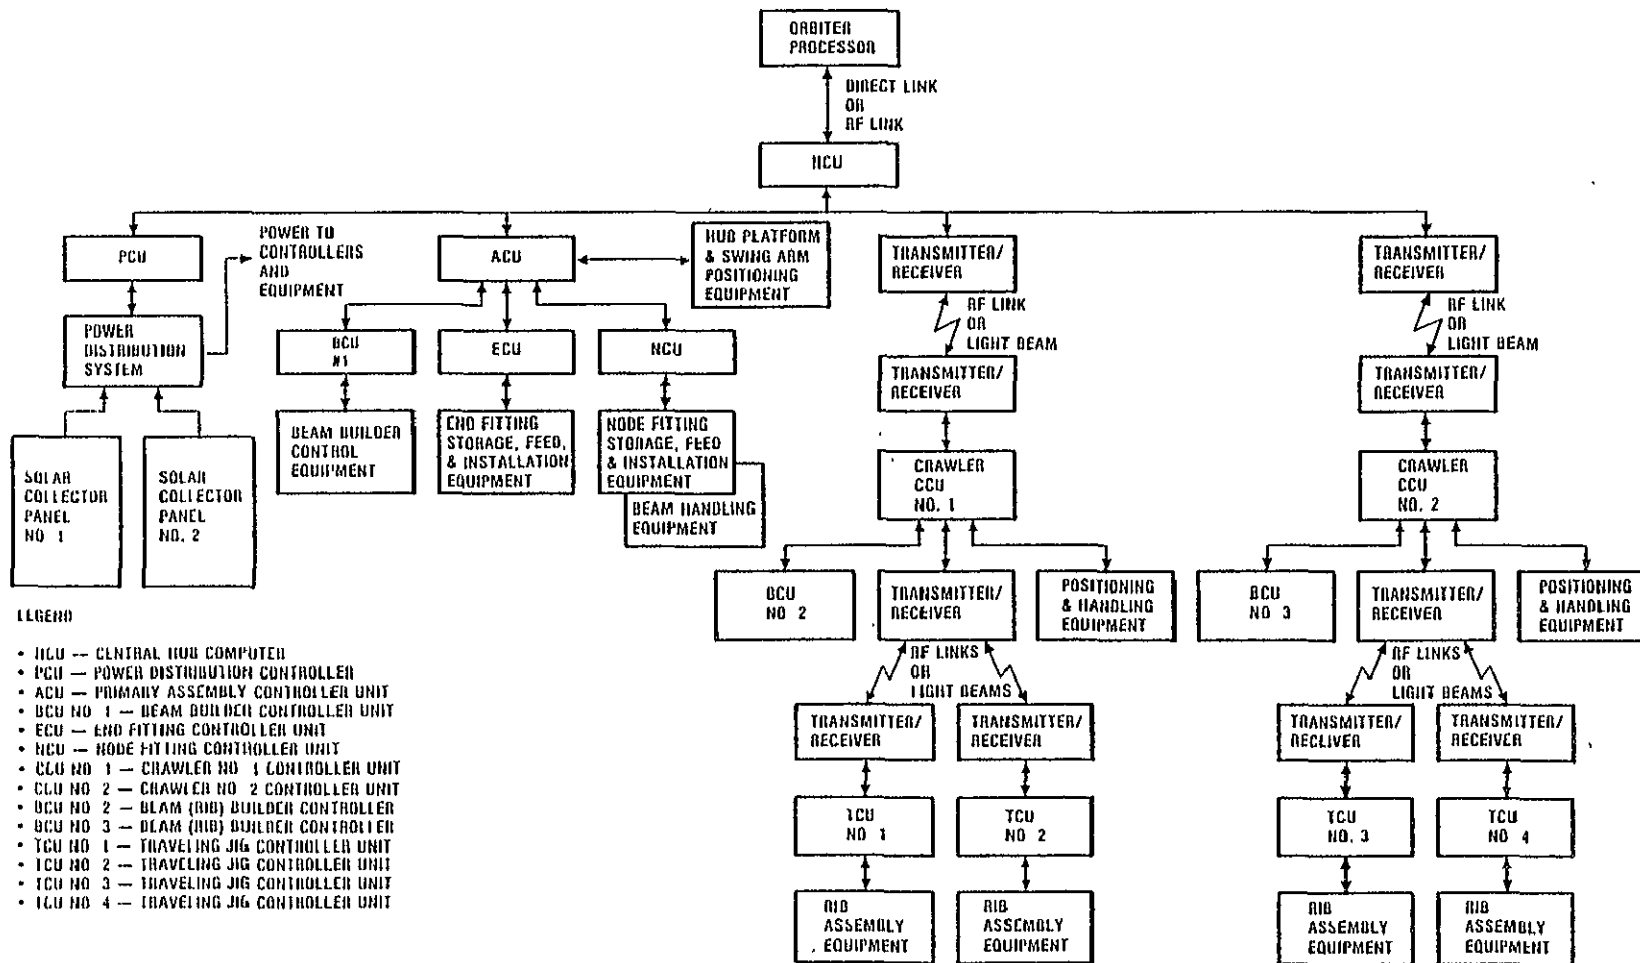 ORBITER
PROCESSOR
DIRECT LINK
OR
RF LINK
HCU
PCU
POWER TO
CONTROLLERS
AND
EQUIPMENT
ACU
HUB PLATFORM
& SWING ARM
POSITIONING
EQUIPMENT
TRANSMITTER/
RECEIVER
TRANSMITTER/
RECEIVER
POWER
DISTRIBUTION
SYSTEM
BCU
#1
ECU
NCU
RF LINK
OR
LIGHT BEAM
RF LINK
OR
LIGHT BEAM
TRANSMITTER/
RECEIVER
TRANSMITTER/
RECEIVER
SOLAR
COLLECTOR
PANEL
NO 1
SOLAR
COLLECTOR
PANEL
NO. 2
BEAM BUILDER
CONTROL
EQUIPMENT
END FITTING
STORAGE, FEED,
& INSTALLATION
EQUIPMENT
NODE FITTING
STORAGE, FEED
& INSTALLATION
EQUIPMENT
BEAM HANDLING
EQUIPMENT
CRAWLER
CCU
NO. 1
CRAWLER
CCU
NO. 2
BCU
NO 2
TRANSMITTER/
RECEIVER
POSITIONING
& HANDLING
EQUIPMENT
BCU
NO 3
TRANSMITTER/
RECEIVER
POSITIONING
& HANDLING
EQUIPMENT
RF LINKS
OR
LIGHT BEAMS
RF LINKS
OR
LIGHT BEAMS
TRANSMITTER/
RECEIVER
TRANSMITTER/
RECEIVER
TRANSMITTER/
RECEIVER
TRANSMITTER/
RECEIVER
TCU
NO 1
TCU
NO 2
TCU
NO. 3
TCU
NO 4
RIB
ASSEMBLY
EQUIPMENT
RIB
ASSEMBLY
EQUIPMENT
RIB
ASSEMBLY
EQUIPMENT
RIB
ASSEMBLY
EQUIPMENT
LEGEND
• HCU -- CENTRAL HUB COMPUTER
• PCU — POWER DISTRIBUTION CONTROLLER
• ACU — PRIMARY ASSEMBLY CONTROLLER UNIT
• BCU NO 1 — BEAM BUILDER CONTROLLER UNIT
• ECU — END FITTING CONTROLLER UNIT
• NCU — NODE FITTING CONTROLLER UNIT
• CCU NO 1 — CRAWLER NO 1 CONTROLLER UNIT
• CCU NO 2 — CRAWLER NO 2 CONTROLLER UNIT
• BCU NO 2 — BEAM (RIB) BUILDER CONTROLLER
• BCU NO 3 — BEAM (RIB) BUILDER CONTROLLER
• TCU NO 1 — TRAVELING JIG CONTROLLER UNIT
• TCU NO 2 — TRAVELING JIG CONTROLLER UNIT
• TCU NO 3 — TRAVELING JIG CONTROLLER UNIT
• TCU NO 4 — TRAVELING JIG CONTROLLER UNIT